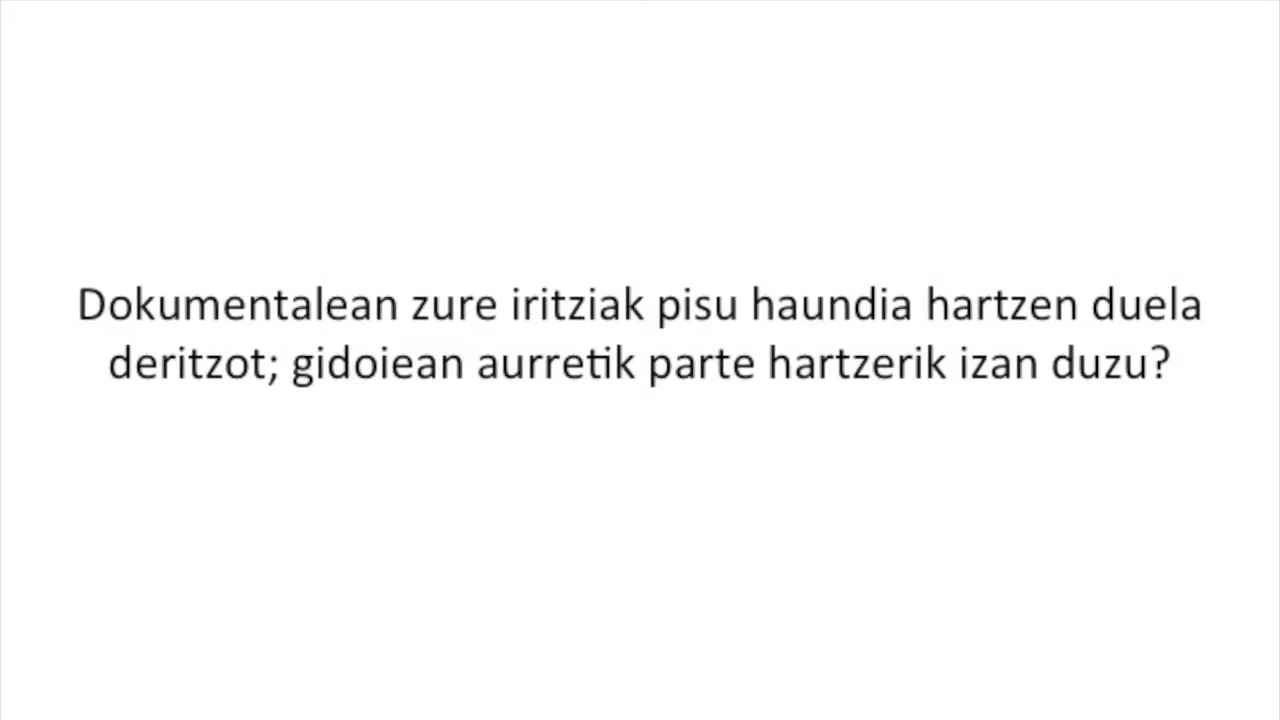 Dokumentalean zure iritziak pisu haundia hartzen duela
deritzot; gidoiean aurretik parte hartzerik izan duzu?